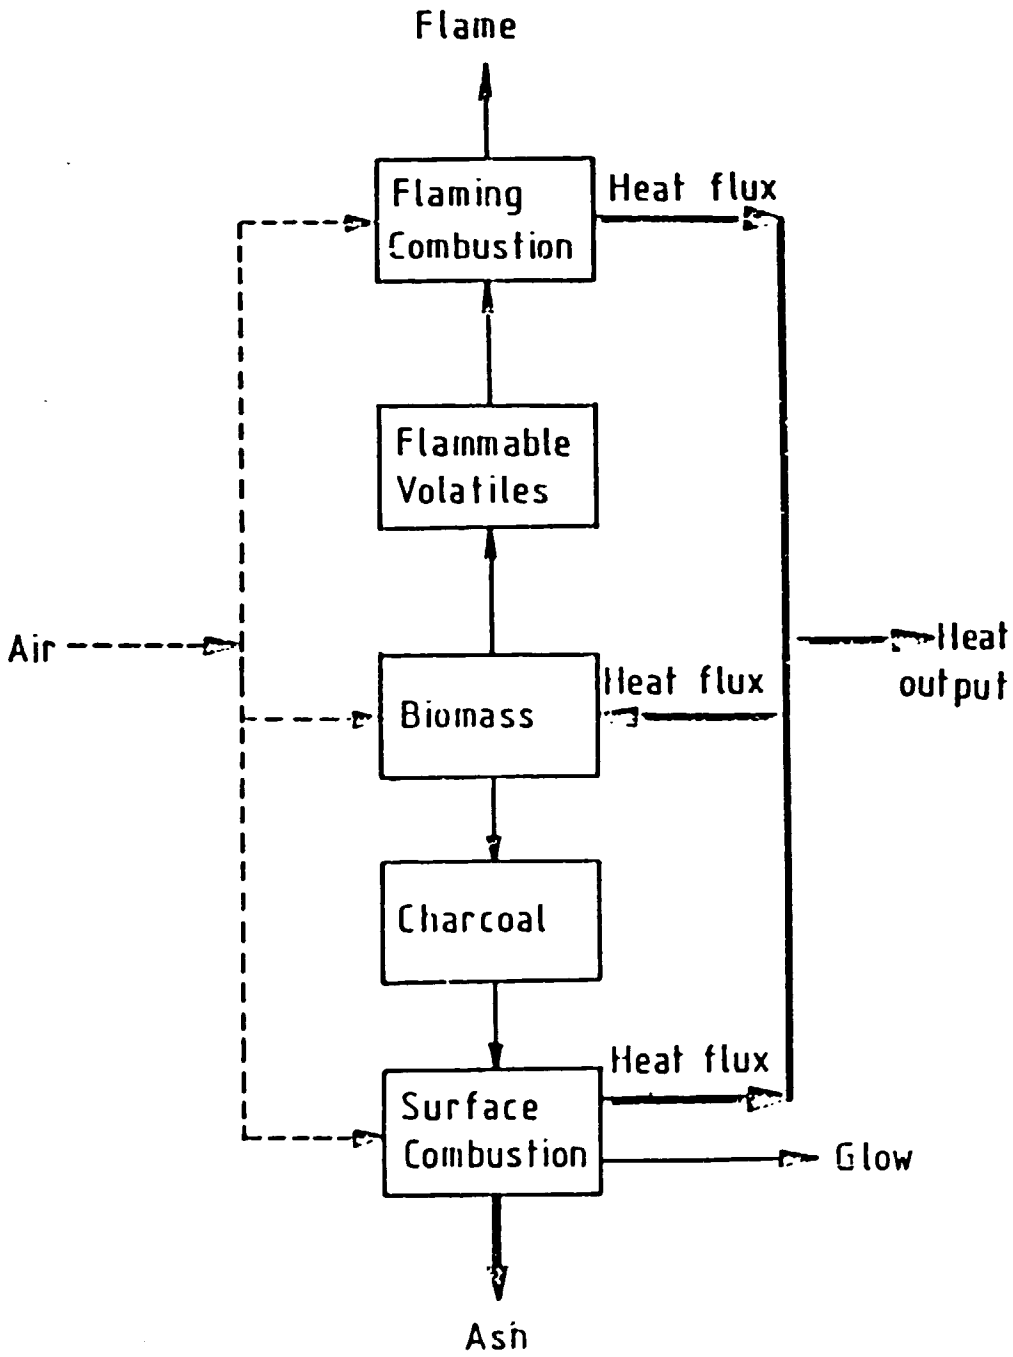 Flame
Flaming
Combustion
Heat flux
Flammable
Volatiles
Air
Heat
output
Biomass
Heat flux
Charcoal
Surface
Combustion
Heat flux
Glow
Ash